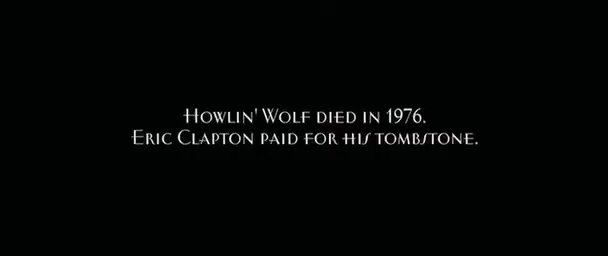 Howlin' Wolf died in 1976.
Eric Clapton paid for his tombstone.